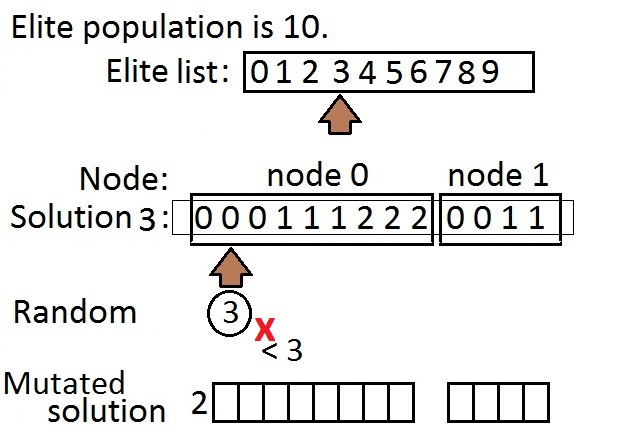 Elite population is 10.
Elite list: 0 1 2 3 4 5 6 7 8 9
Node: node 0 node 1
Solution 3: 0 0 0 1 1 1 2 2 2 0 0 1 1
Random 3 X
< 3
Mutated
solution 2